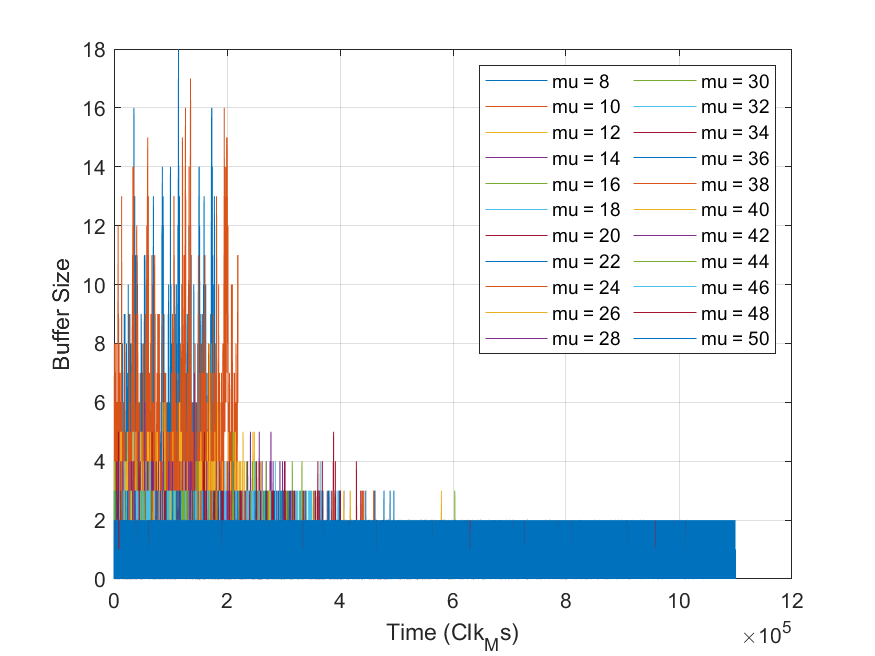 18
16
14
12
10
8
6
4
2
0
Buffer Size
0 2 4 6 8 10 12
Time (Clk_Ms)
×10^5
mu = 8 mu = 30
mu = 10 mu = 32
mu = 12 mu = 34
mu = 14 mu = 36
mu = 16 mu = 38
mu = 18 mu = 40
mu = 20 mu = 42
mu = 22 mu = 44
mu = 24 mu = 46
mu = 26 mu = 48
mu = 28 mu = 50